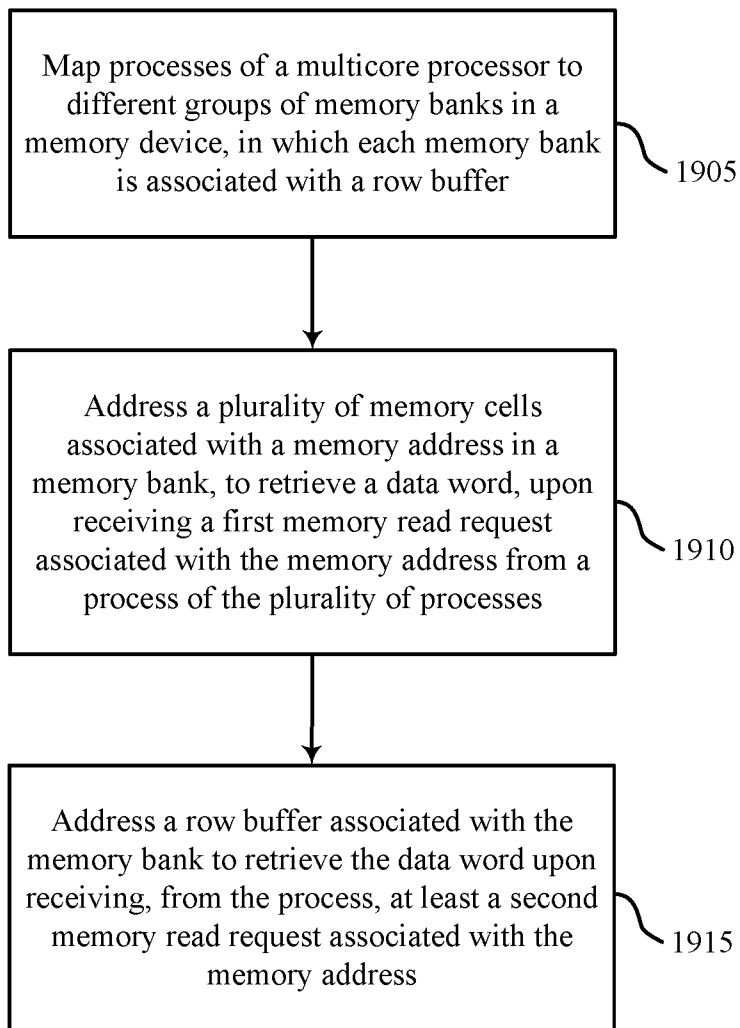 Map processes of a multicore processor to
different groups of memory banks in a
memory device, in which each memory bank
is associated with a row buffer
1905
Address a plurality of memory cells
associated with a memory address in a
memory bank, to retrieve a data word, upon
receiving a first memory read request
associated with the memory address from a
process of the plurality of processes
1910
Address a row buffer associated with the
memory bank to retrieve the data word upon
receiving, from the process, at least a second
memory read request associated with the
memory address
1915